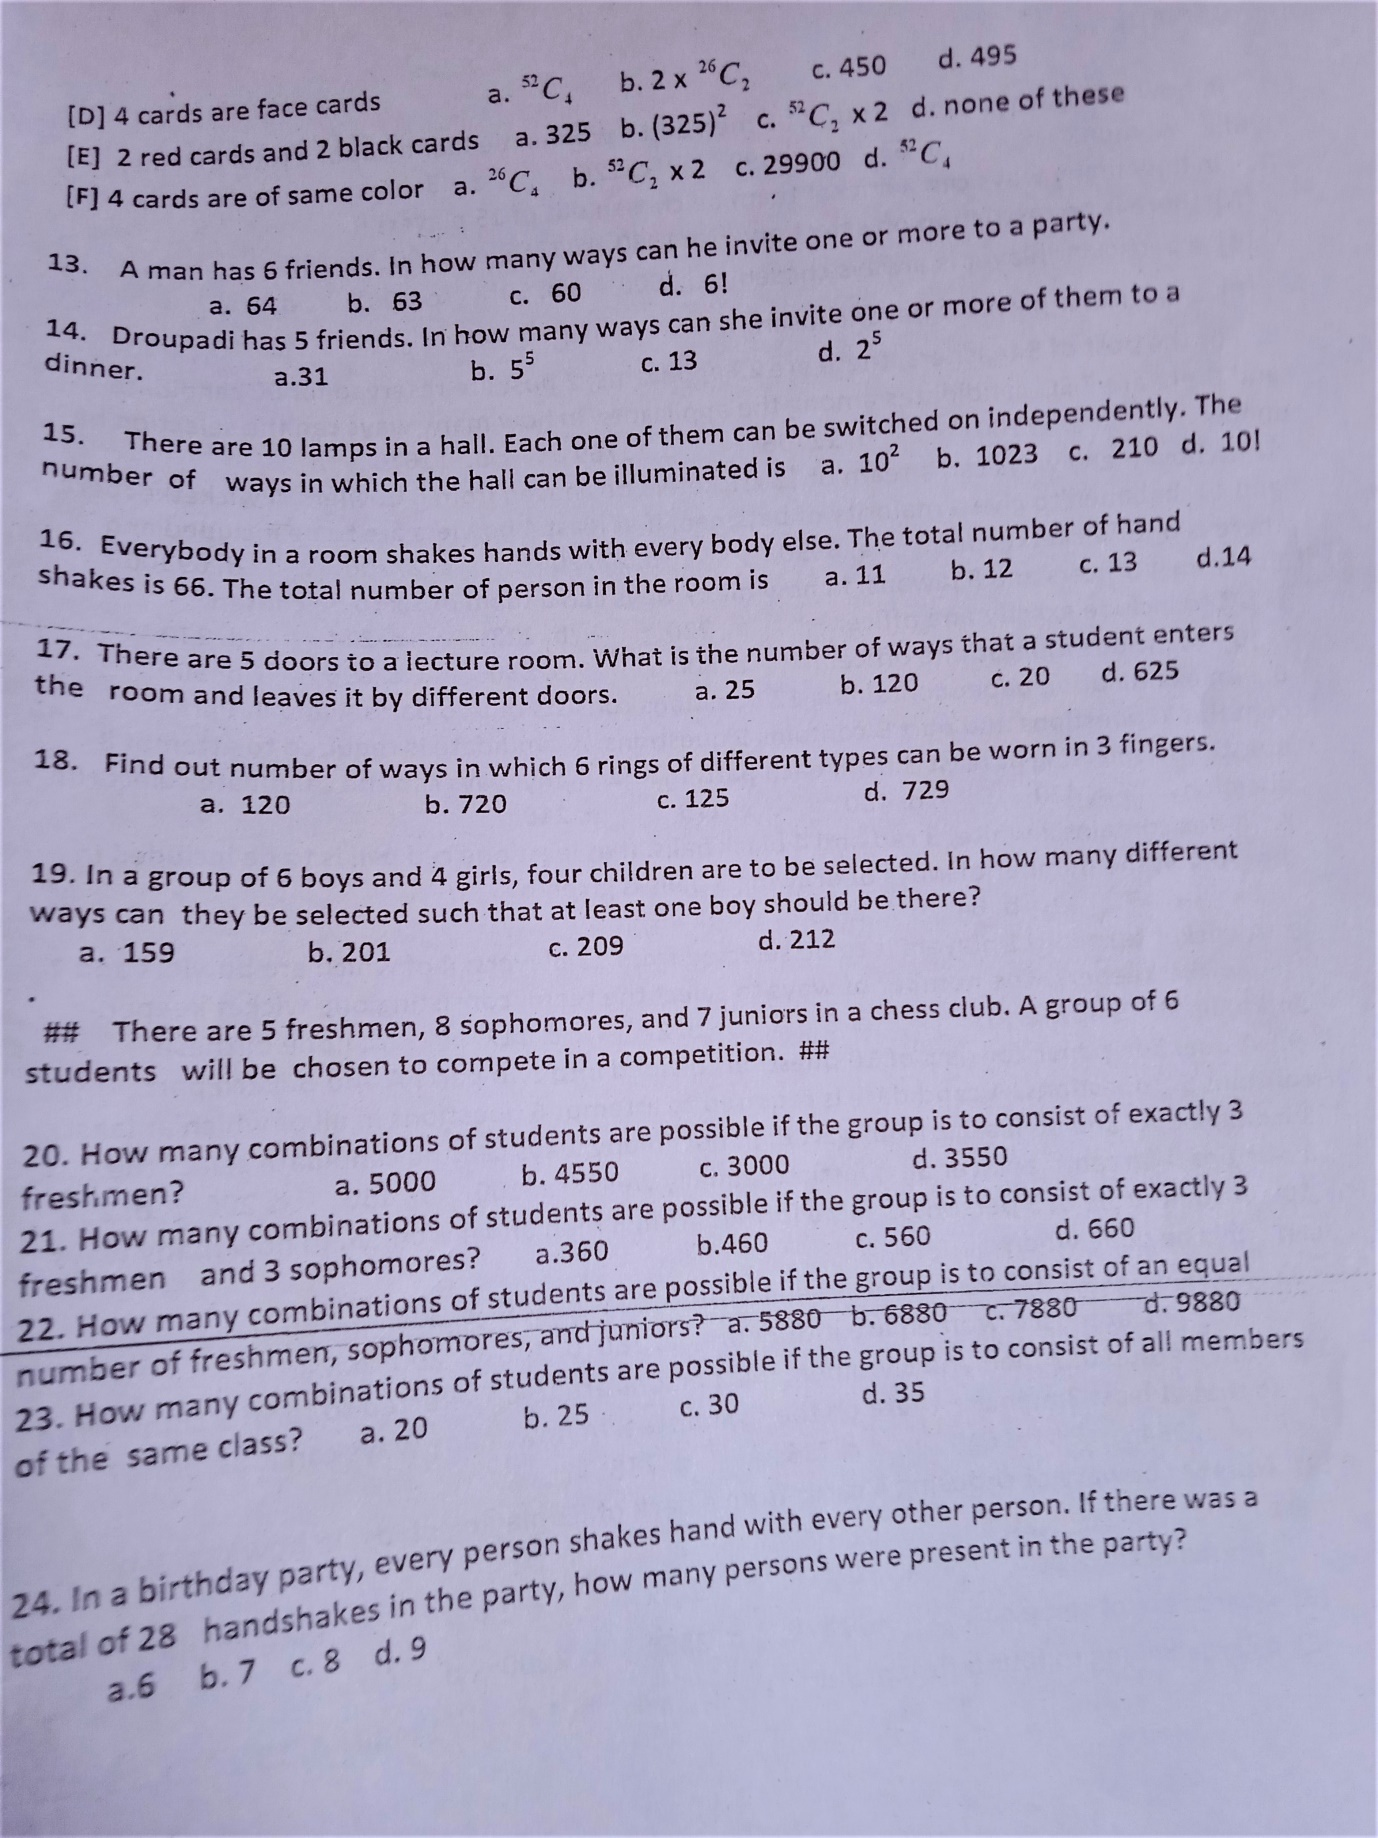 [D] 4 cards are face cards a. ⁵²C₄ b. 2 x ²⁶C₂ c. 450 d. 495
[E] 2 red cards and 2 black cards a. 325 b. (325)² c. ⁵²C₂ x 2 d. none of these
[F] 4 cards are of same color a. ²⁶C₄ b. ⁵²C₂ x 2 c. 29900 d. ⁵²C₄
13. A man has 6 friends. In how many ways can he invite one or more to a party.
a. 64 b. 63 c. 60 d. 6!
14. Droupadi has 5 friends. In how many ways can she invite one or more of them to a
dinner. a.31 b. 5⁵ c. 13 d. 2⁵
15. There are 10 lamps in a hall. Each one of them can be switched on independently. The
number of ways in which the hall can be illuminated is a. 10² b. 1023 c. 210 d. 10!
16. Everybody in a room shakes hands with every body else. The total number of hand
shakes is 66. The total number of person in the room is a. 11 b. 12 c. 13 d.14
17. There are 5 doors to a lecture room. What is the number of ways that a student enters
the room and leaves it by different doors. a. 25 b. 120 c. 20 d. 625
18. Find out number of ways in which 6 rings of different types can be worn in 3 fingers.
a. 120 b. 720 c. 125 d. 729
19. In a group of 6 boys and 4 girls, four children are to be selected. In how many different
ways can they be selected such that at least one boy should be there?
a. 159 b. 201 c. 209 d. 212
## There are 5 freshmen, 8 sophomores, and 7 juniors in a chess club. A group of 6
students will be chosen to compete in a competition. ##
20. How many combinations of students are possible if the group is to consist of exactly 3
freshmen? a. 5000 b. 4550 c. 3000 d. 3550
21. How many combinations of students are possible if the group is to consist of exactly 3
freshmen and 3 sophomores? a.360 b.460 c. 560 d. 660
22. How many combinations of students are possible if the group is to consist of an equal
number of freshmen, sophomores, and juniors? a. 5880 b. 6880 c. 7880 d. 9880
23. How many combinations of students are possible if the group is to consist of all members
of the same class? a. 20 b. 25 c. 30 d. 35
24. In a birthday party, every person shakes hand with every other person. If there was a
total of 28 handshakes in the party, how many persons were present in the party?
a.6 b. 7 c. 8 d. 9